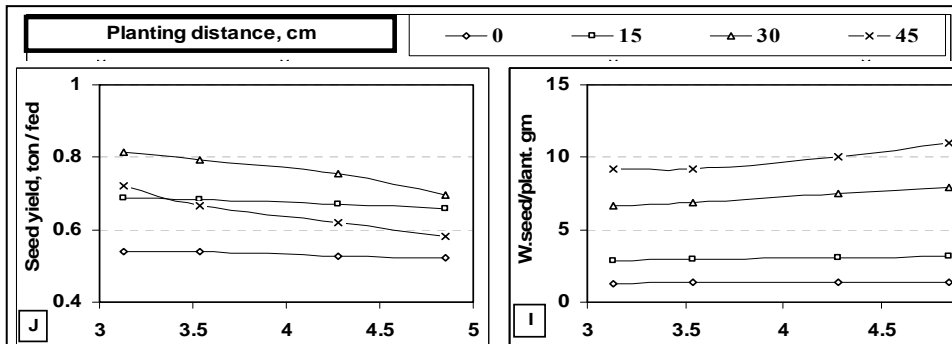 Planting distance, cm
0 15 30 45
Seed yield, ton / fed
1
0.8
0.6
0.4
3 3.5 4 4.5 5
J
W.seed/plant. gm
15
10
5
0
3 3.5 4 4.5
I